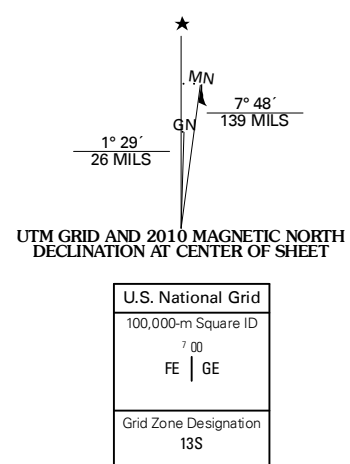 ★
MN
7° 48´
139 MILS
GN
1° 29´
26 MILS
UTM GRID AND 2010 MAGNETIC NORTH
DECLINATION AT CENTER OF SHEET
U.S. National Grid
100,000-m Square ID
7 00
FE GE
Grid Zone Designation
13S